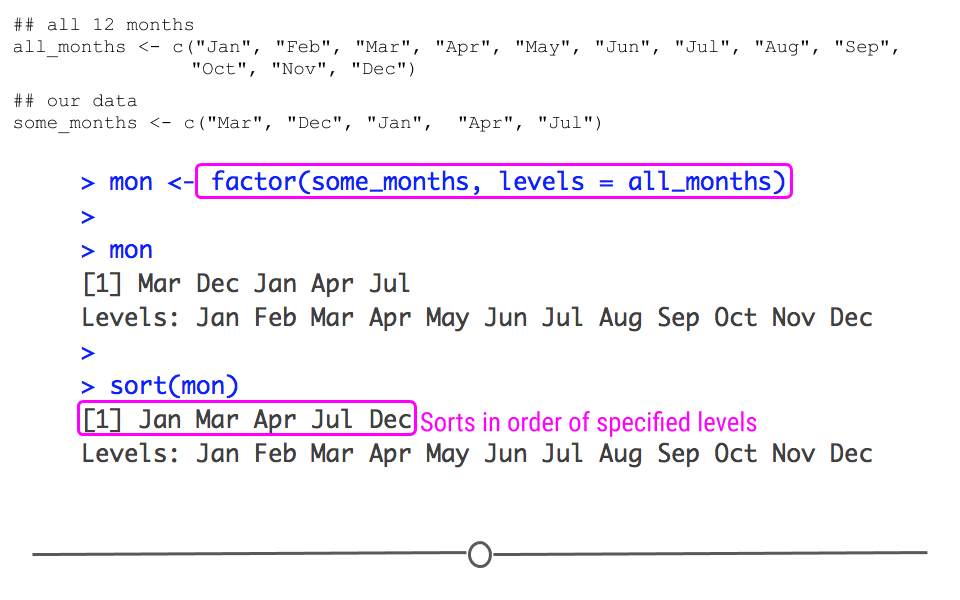 ## all 12 months
all_months <- c("Jan", "Feb", "Mar", "Apr", "May", "Jun", "Jul", "Aug", "Sep",
"Oct", "Nov", "Dec")
## our data
some_months <- c("Mar", "Dec", "Jan",  "Apr", "Jul")
> mon <- factor(some_months, levels = all_months)
>
> mon
[1] Mar Dec Jan Apr Jul
Levels: Jan Feb Mar Apr May Jun Jul Aug Sep Oct Nov Dec
>
> sort(mon)
[1] Jan Mar Apr Jul Dec Sorts in order of specified levels
Levels: Jan Feb Mar Apr May Jun Jul Aug Sep Oct Nov Dec